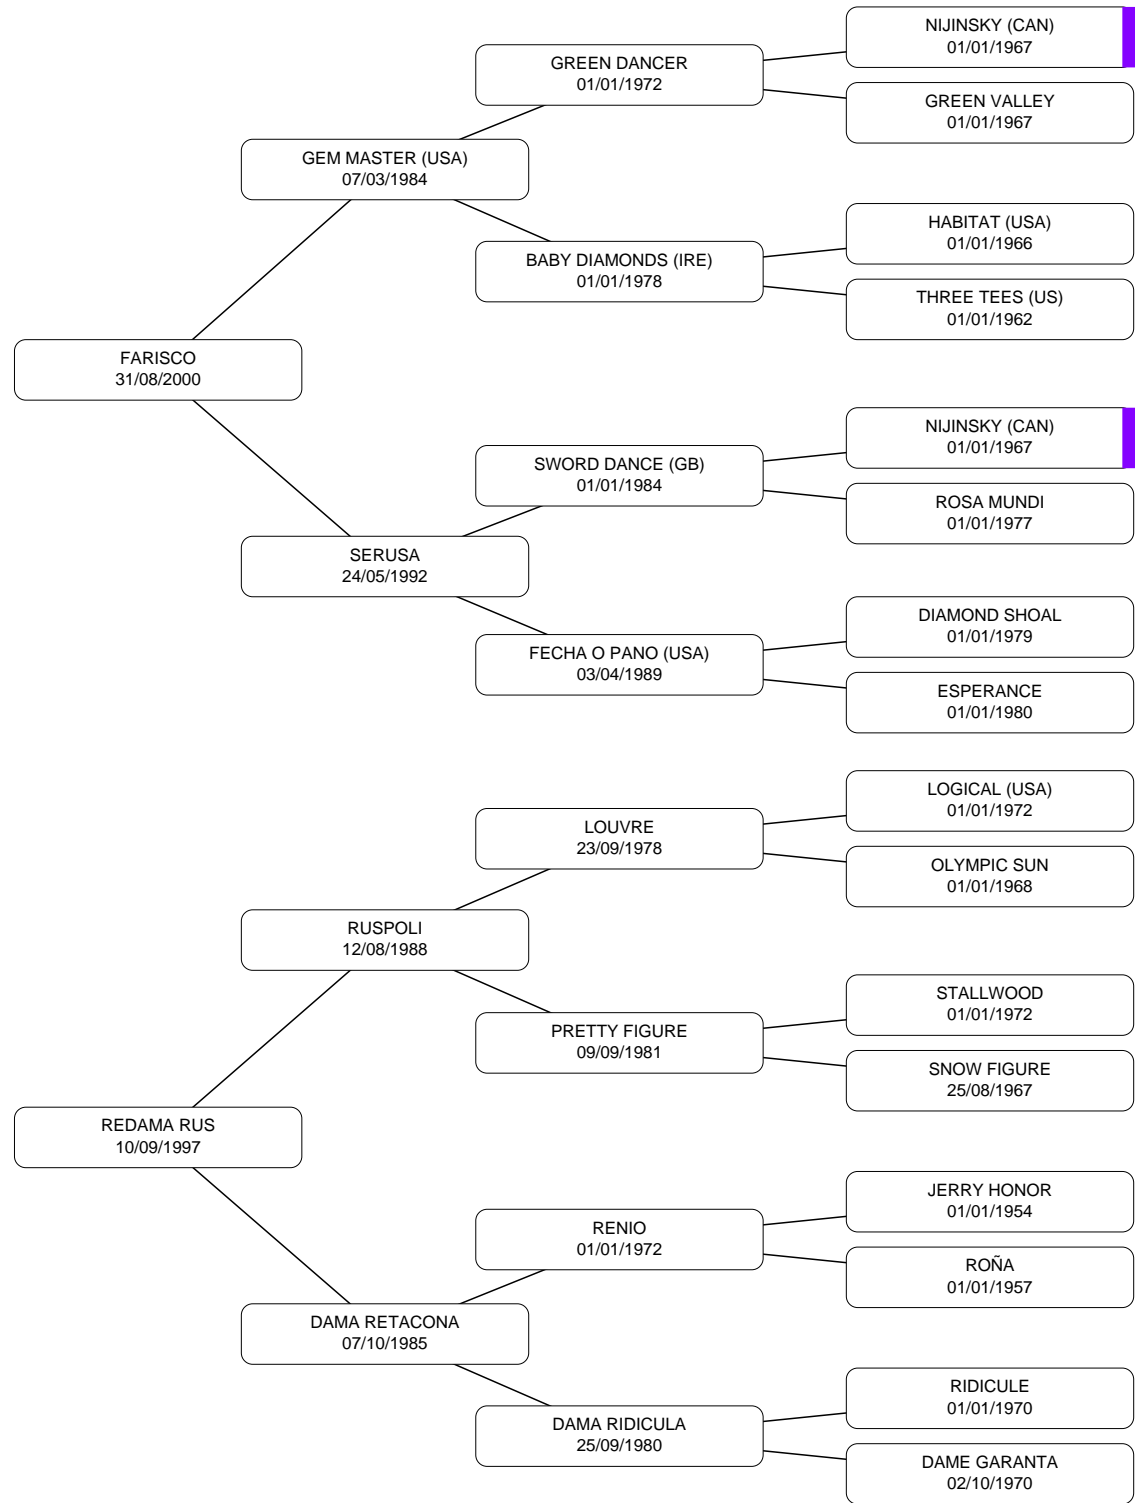 NIJINSKY (CAN)
01/01/1967
GREEN DANCER
01/01/1972
GREEN VALLEY
01/01/1967
GEM MASTER (USA)
07/03/1984
HABITAT (USA)
01/01/1966
BABY DIAMONDS (IRE)
01/01/1978
THREE TEES (US)
01/01/1962
FARISCO
31/08/2000
NIJINSKY (CAN)
01/01/1967
SWORD DANCE (GB)
01/01/1984
ROSA MUNDI
01/01/1977
SERUSA
24/05/1992
DIAMOND SHOAL
01/01/1979
FECHA O PANO (USA)
03/04/1989
ESPERANCE
01/01/1980
LOGICAL (USA)
01/01/1972
LOUVRE
23/09/1978
OLYMPIC SUN
01/01/1968
RUSPOLI
12/08/1988
STALLWOOD
01/01/1972
PRETTY FIGURE
09/09/1981
SNOW FIGURE
25/08/1967
REDAMA RUS
10/09/1997
JERRY HONOR
01/01/1954
RENIO
01/01/1972
ROÑA
01/01/1957
DAMA RETACONA
07/10/1985
RIDICULE
01/01/1970
DAMA RIDICULA
25/09/1980
DAME GARANTA
02/10/1970